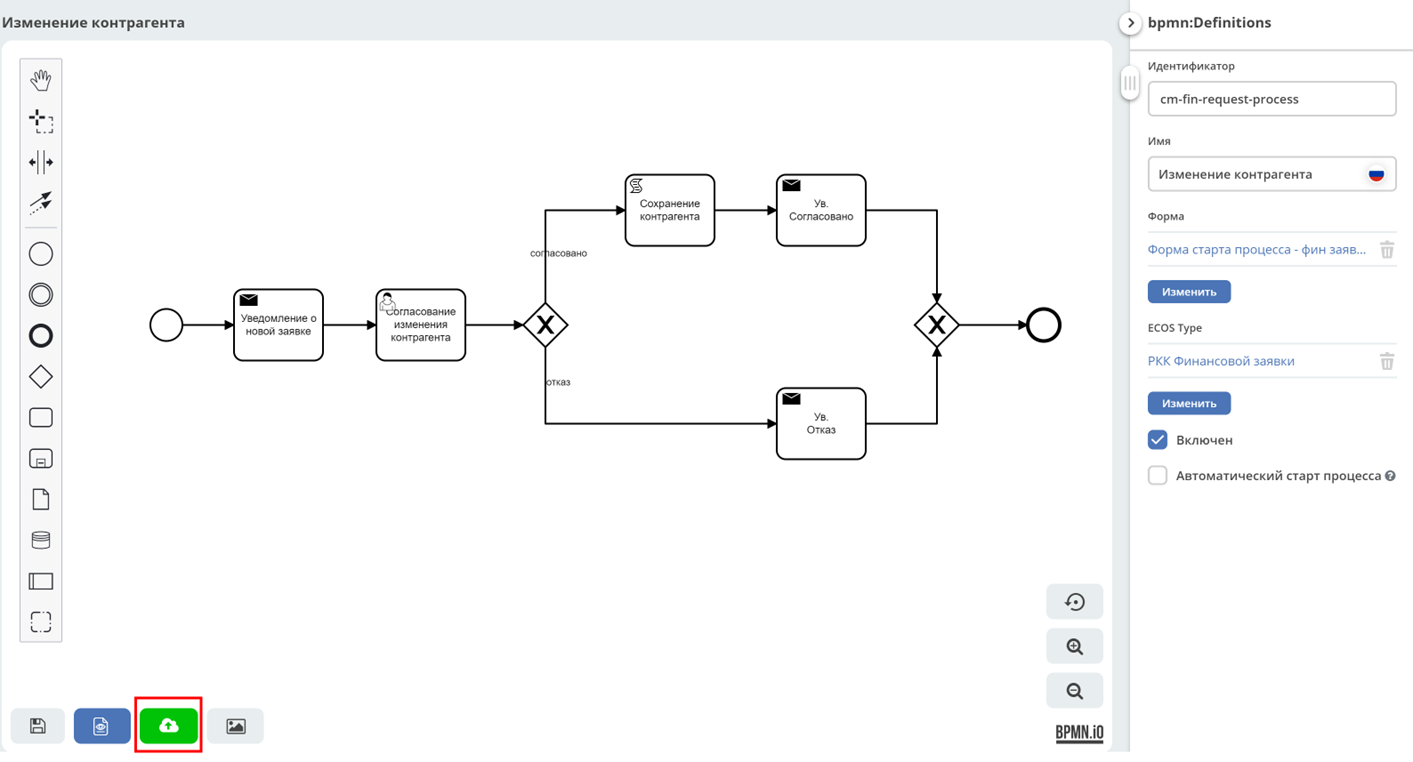 Изменение контрагента
согласовано
Сохранение
контрагента
Ув.
Согласовано
Уведомление о
новой заявке
Согласование
изменения
контрагента
X
X
отказ
Ув.
Отказ
BPMN.iO
bpmn:Definitions
Идентификатор
cm-fin-request-process
Имя
Изменение контрагента
Форма
Форма старта процесса - фин заяв...
Изменить
ECOS Type
РКК Финансовой заявки
Изменить
Включен
Автоматический старт процесса ?